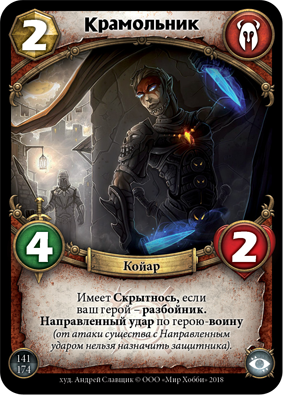 2
Крамольник
4
2
Койар
Имеет Скрытность, если
ваш герой – разбойник.
Направленный удар по герою-воину
(от атаки существа с Направленным
ударом нельзя назначить защитника).
141
174
худ. Андрей Славщик © ООО «Мир Хобби» 2018